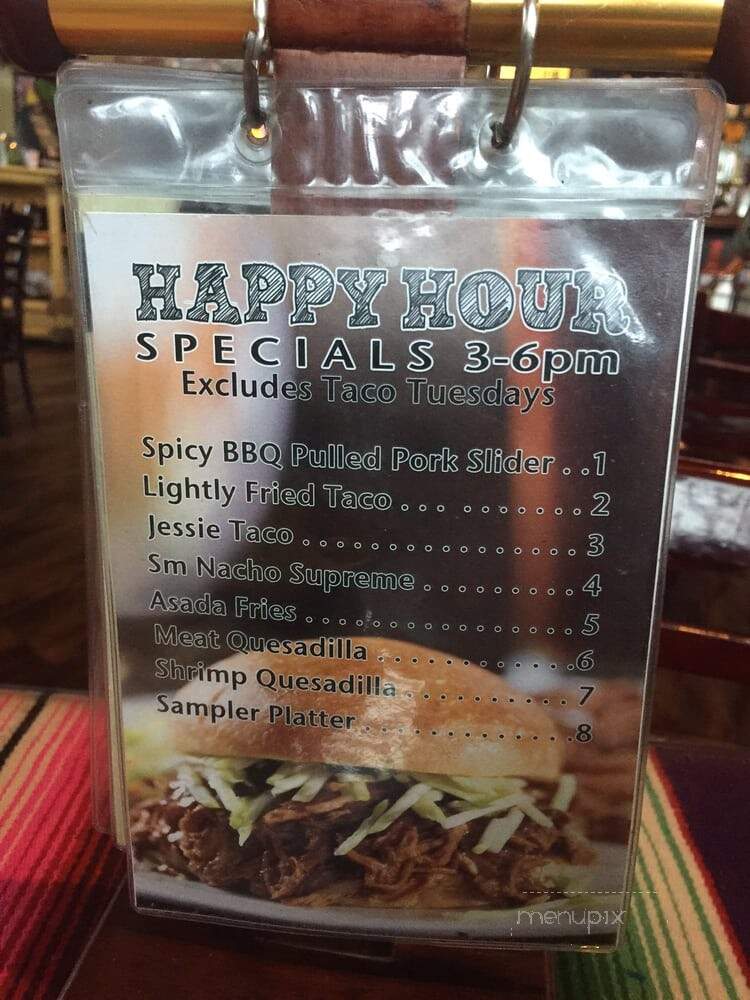 HAPPY HOUR
SPECIALS 3-6pm
Excludes Taco Tuesdays
Spicy BBQ Pulled Pork Slider . . 1
Lightly Fried Taco . . . . . . . . . . 2
Jessie Taco . . . . . . . . . . . . . . . . 3
Sm Nacho Supreme . . . . . . . . . 4
Asada Fries . . . . . . . . . . . . . . . . 5
Meat Quesadilla . . . . . . . . . . . . 6
Shrimp Quesadilla . . . . . . . . . . 7
Sampler Platter . . . . . . . . . . . . . 8
menupix